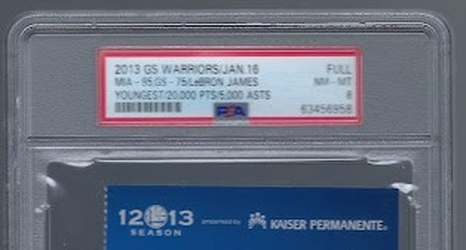 2013 GS WARRIORS/JAN.16 FULL
MIA - 95,GS - 75/LeBRON JAMES NM - MT
YOUNGEST/20,000 PTS/5,000 ASTS 8
PSA 63456958
12 13 presented by KAISER PERMANENTE®
SEASON